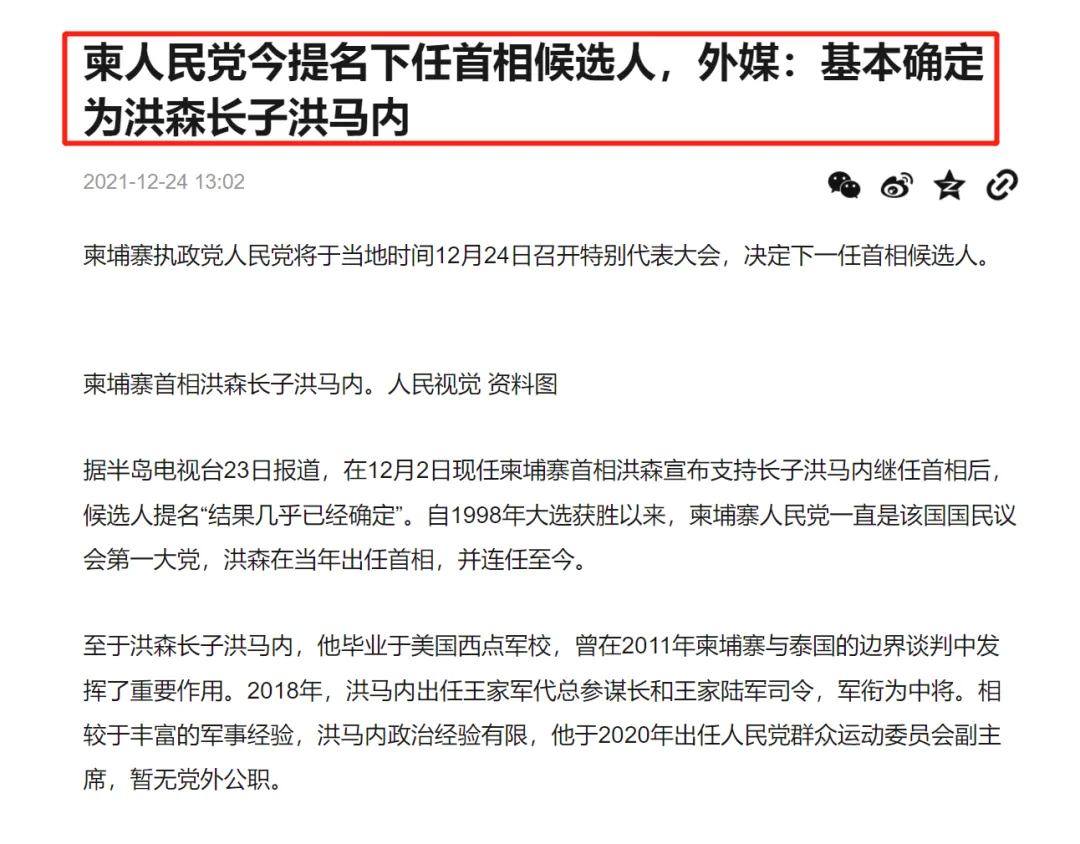 柬人民党今提名下任首相候选人，外媒：基本确定
为洪森长子洪马内
2021-12-24 13:02
柬埔寨执政党人民党将于当地时间12月24日召开特别代表大会，决定下一任首相候选人。
柬埔寨首相洪森长子洪马内。人民视觉 资料图
据半岛电视台23日报道，在12月2日现任柬埔寨首相洪森宣布支持长子洪马内继任首相后，
候选人提名“结果几乎已经确定”。自1998年大选获胜以来，柬埔寨人民党一直是该国国民议
会第一大党，洪森在当年出任首相，并连任至今。
至于洪森长子洪马内，他毕业于美国西点军校，曾在2011年柬埔寨与泰国的边界谈判中发
挥了重要作用。2018年，洪马内出任王家军代总参谋长和王家陆军司令，军衔为中将。相
较于丰富的军事经验，洪马内政治经验有限，他于2020年出任人民党群众运动委员会副主
席，暂无党外公职。